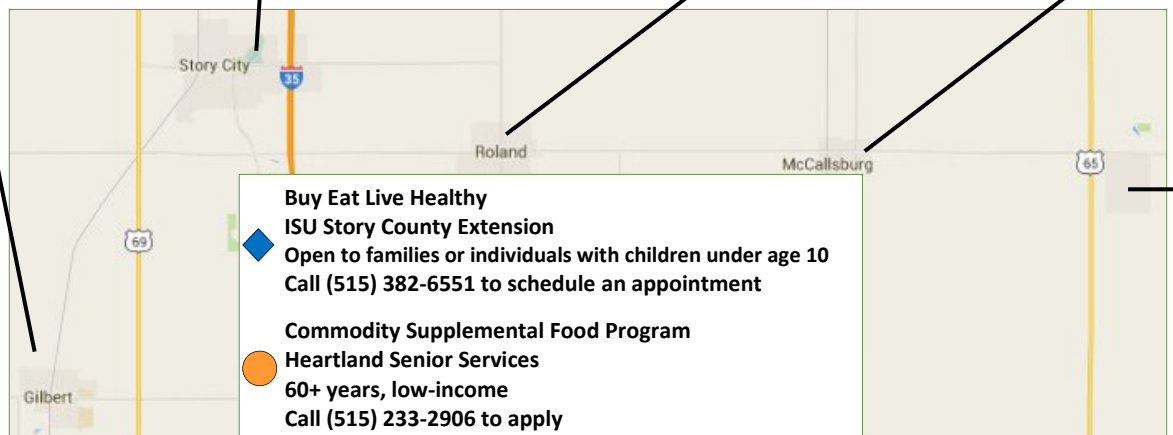 Story City
35
Roland
McCallsburg
65
69
Gilbert
Buy Eat Live Healthy
ISU Story County Extension
Open to families or individuals with children under age 10
Call (515) 382-6551 to schedule an appointment
Commodity Supplemental Food Program
Heartland Senior Services
60+ years, low-income
Call (515) 233-2906 to apply